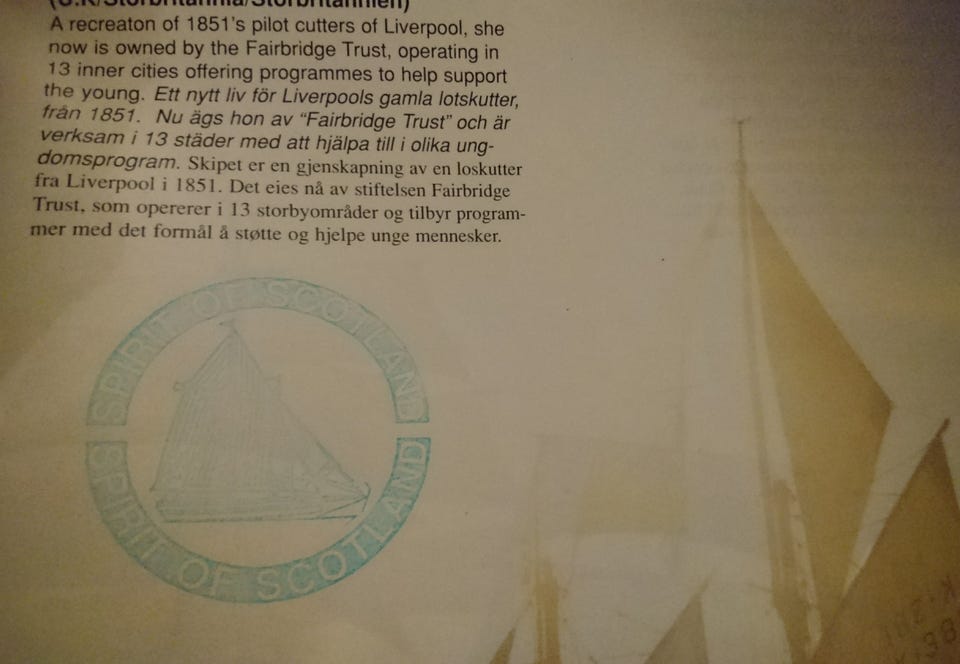 (U.K/Storbritannia/Storbritannien)
A recreaton of 1851's pilot cutters of Liverpool, she
now is owned by the Fairbridge Trust, operating in
13 inner cities offering programmes to help support
the young. Ett nytt liv för Liverpools gamla lotskutter,
från 1851. Nu ägs hon av "Fairbridge Trust" och är
verksam i 13 städer med att hjälpa till i olika ung-
domsprogram. Skipet er en gjenskapning av en loskutter
fra Liverpool i 1851. Det eies nå av stiftelsen Fairbridge
Trust, som opererer i 13 storbyområder og tilbyr program-
mer med det formål å støtte og hjelpe unge mennesker.
SPIRIT OF SCOTLAND
SPIRIT OF SCOTLAND